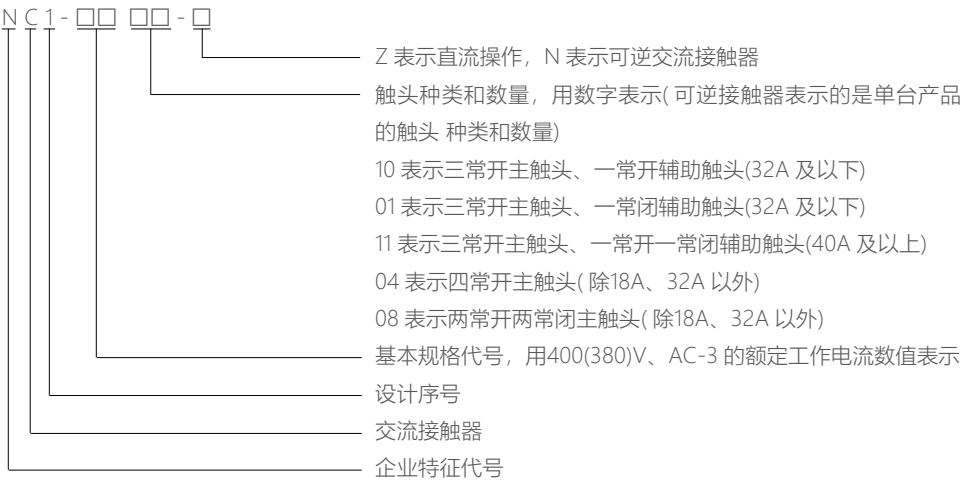 NC1-□□ □□-□
Z 表示直流操作，N 表示可逆交流接触器
触头种类和数量，用数字表示( 可逆接触器表示的是单台产品
的触头 种类和数量)
10 表示三常开主触头、一常开辅助触头(32A 及以下)
01 表示三常开主触头、一常闭辅助触头(32A 及以下)
11 表示三常开主触头、一常开一常闭辅助触头(40A 及以上)
04 表示四常开主触头( 除18A、32A 以外)
08 表示两常开两常闭主触头( 除18A、32A 以外)
基本规格代号，用400(380)V、AC-3 的额定工作电流数值表示
设计序号
交流接触器
企业特征代号